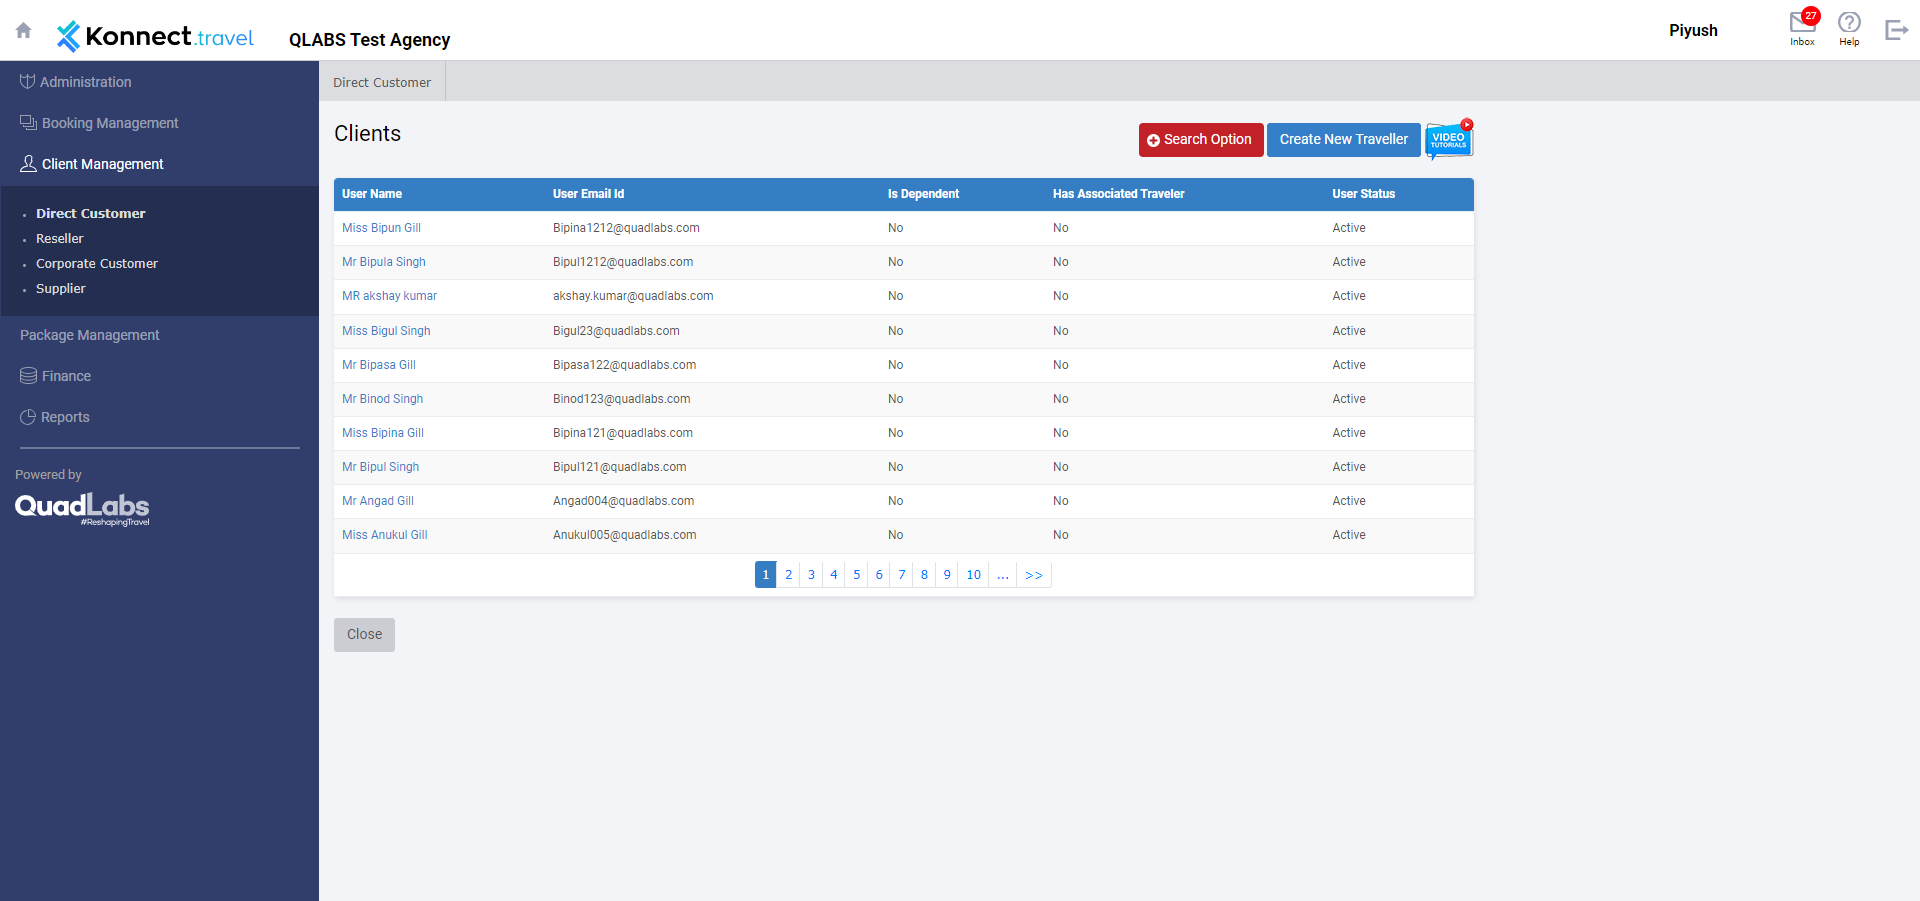 Konnect.travel
QLABS Test Agency
Piyush
27
Inbox
Help
Administration
Booking Management
Client Management
Direct Customer
Reseller
Corporate Customer
Supplier
Package Management
Finance
Reports
Powered by
QuadLabs
#ReshapingTravel
Direct Customer
Clients
Search Option
Create New Traveller
VIDEO
TUTORIALS
User Name User Email Id Is Dependent Has Associated Traveler User Status
Miss Bipun Gill Bipina1212@quadlabs.com No No Active
Mr Bipula Singh Bipul1212@quadlabs.com No No Active
MR akshay kumar akshay.kumar@quadlabs.com No No Active
Miss Bigul Singh Bigul23@quadlabs.com No No Active
Mr Bipasa Gill Bipasa122@quadlabs.com No No Active
Mr Binod Singh Binod123@quadlabs.com No No Active
Miss Bipina Gill Bipina121@quadlabs.com No No Active
Mr Bipul Singh Bipul121@quadlabs.com No No Active
Mr Angad Gill Angad004@quadlabs.com No No Active
Miss Anukul Gill Anukul005@quadlabs.com No No Active
1 2 3 4 5 6 7 8 9 10 ... >>
Close